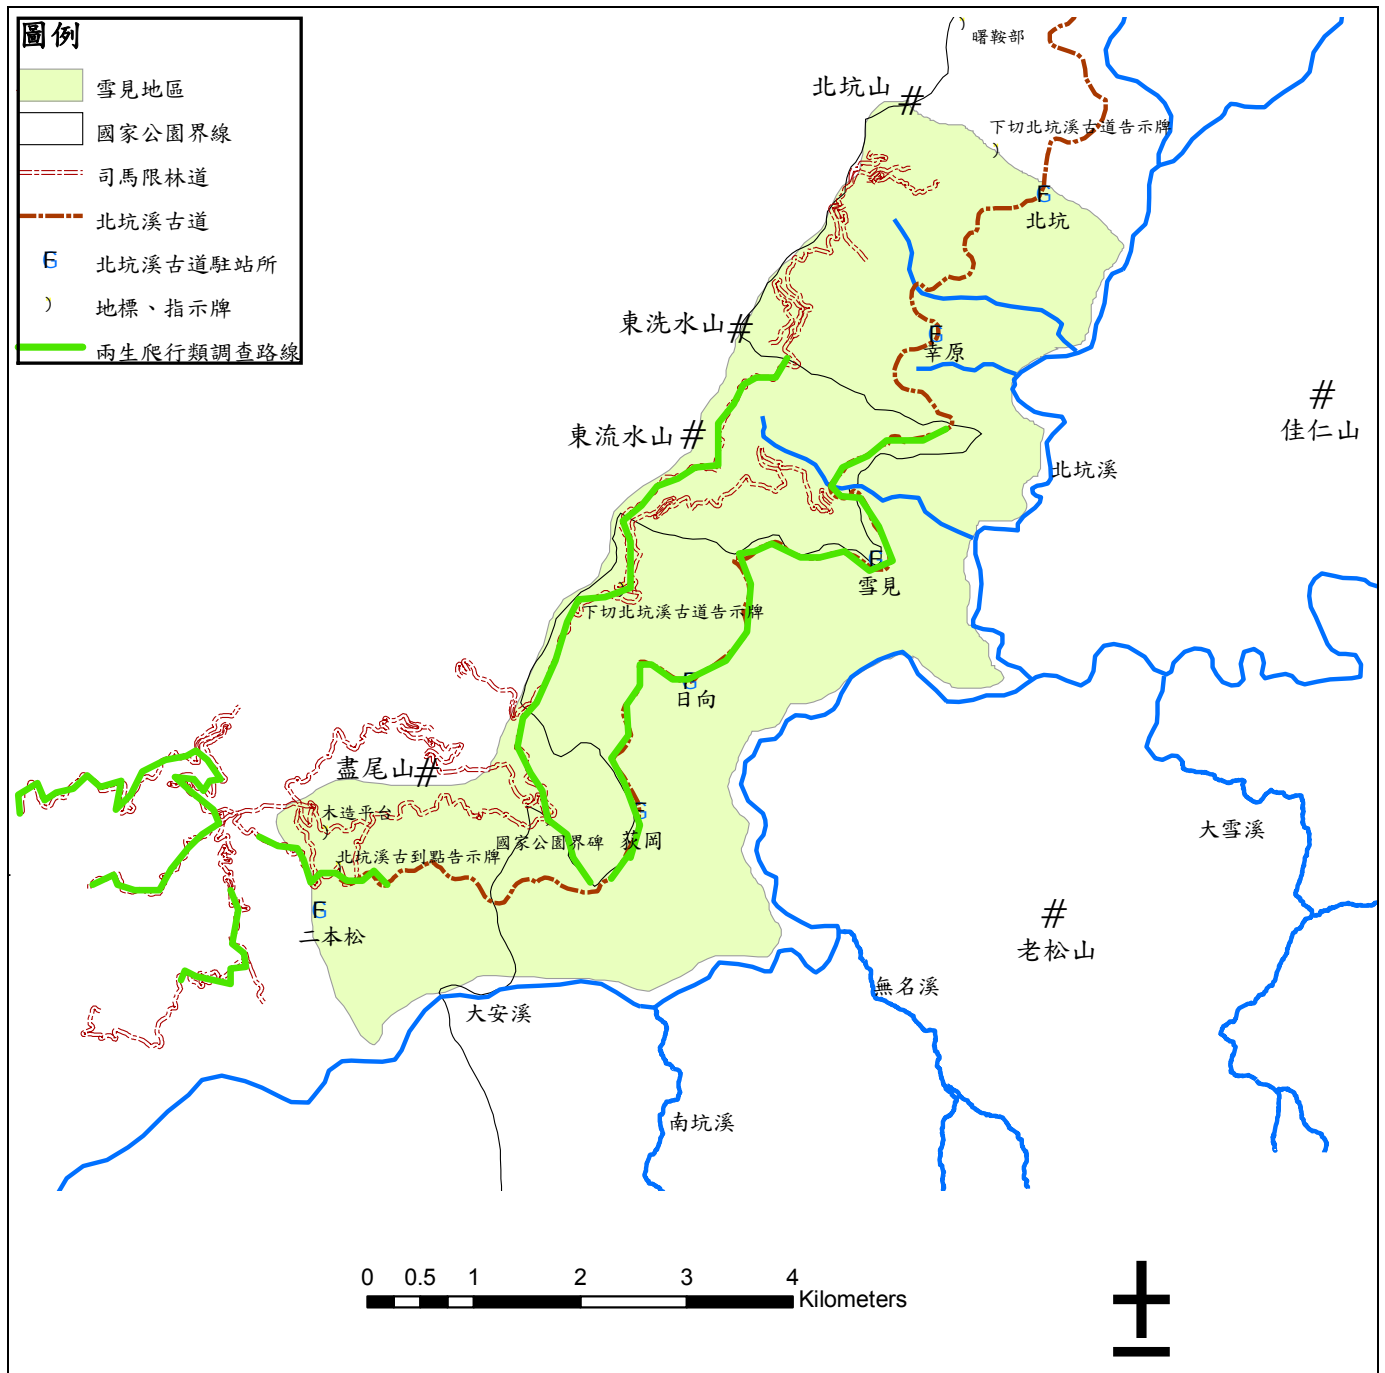 圖例
雪見地區
國家公園界線
司馬限林道
北坑溪古道
北坑溪古道駐站所
地標、指示牌
兩生爬行類調查路線
曙鞍部
北坑山
下切北坑溪古道告示牌
北坑
東洗水山
幸原
佳仁山
東流水山
北坑溪
雪見
下切北坑溪古道告示牌
日向
盡尾山
木造平台
國家公園界碑
荻岡
大雪溪
北坑溪古到點告示牌
二本松
老松山
無名溪
大安溪
南坑溪
0 0.5 1 2 3 4
Kilometers